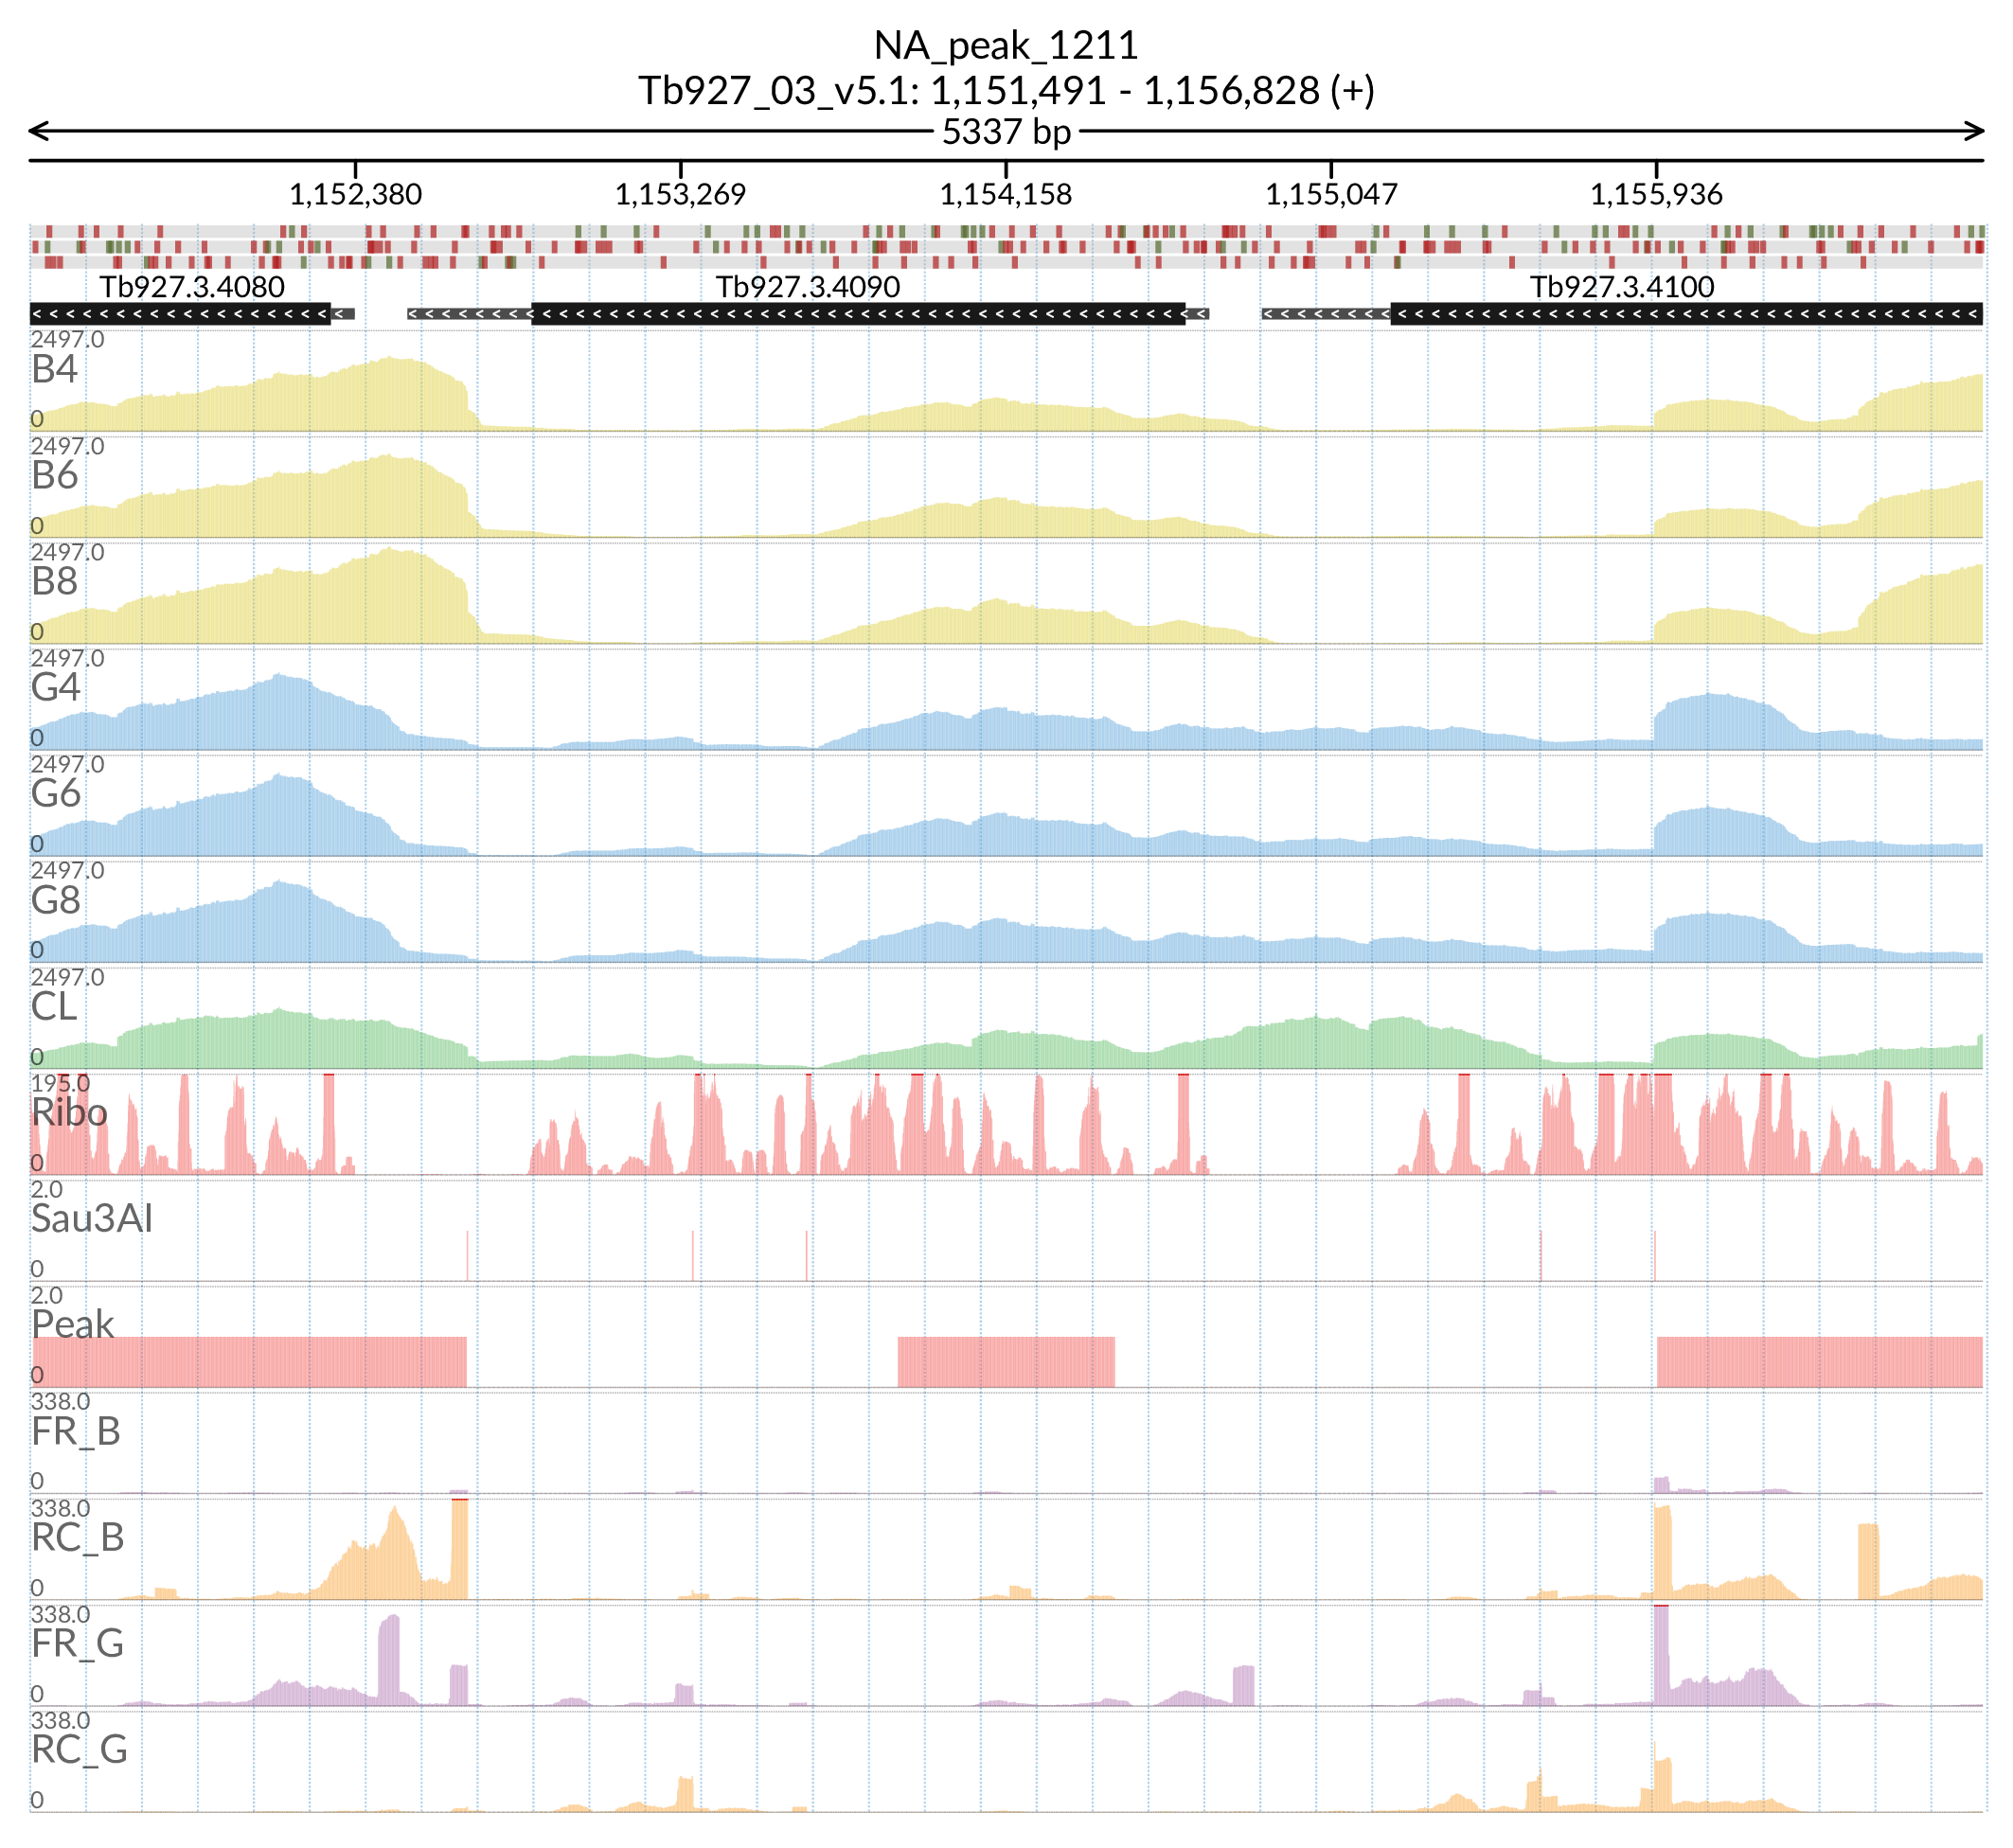 NA_peak_1211
Tb927_03_v5.1: 1,151,491 - 1,156,828 (+)
5337 bp
1,152,380 1,153,269 1,154,158 1,155,047 1,155,936
Tb927.3.4080 Tb927.3.4090 Tb927.3.4100
2497.0
B4
0
2497.0
B6
0
2497.0
B8
0
2497.0
G4
0
2497.0
G6
0
2497.0
G8
0
2497.0
CL
0
195.0
Ribo
0
2.0
Sau3AI
0
2.0
Peak
0
338.0
FR_B
0
338.0
RC_B
0
338.0
FR_G
0
338.0
RC_G
0